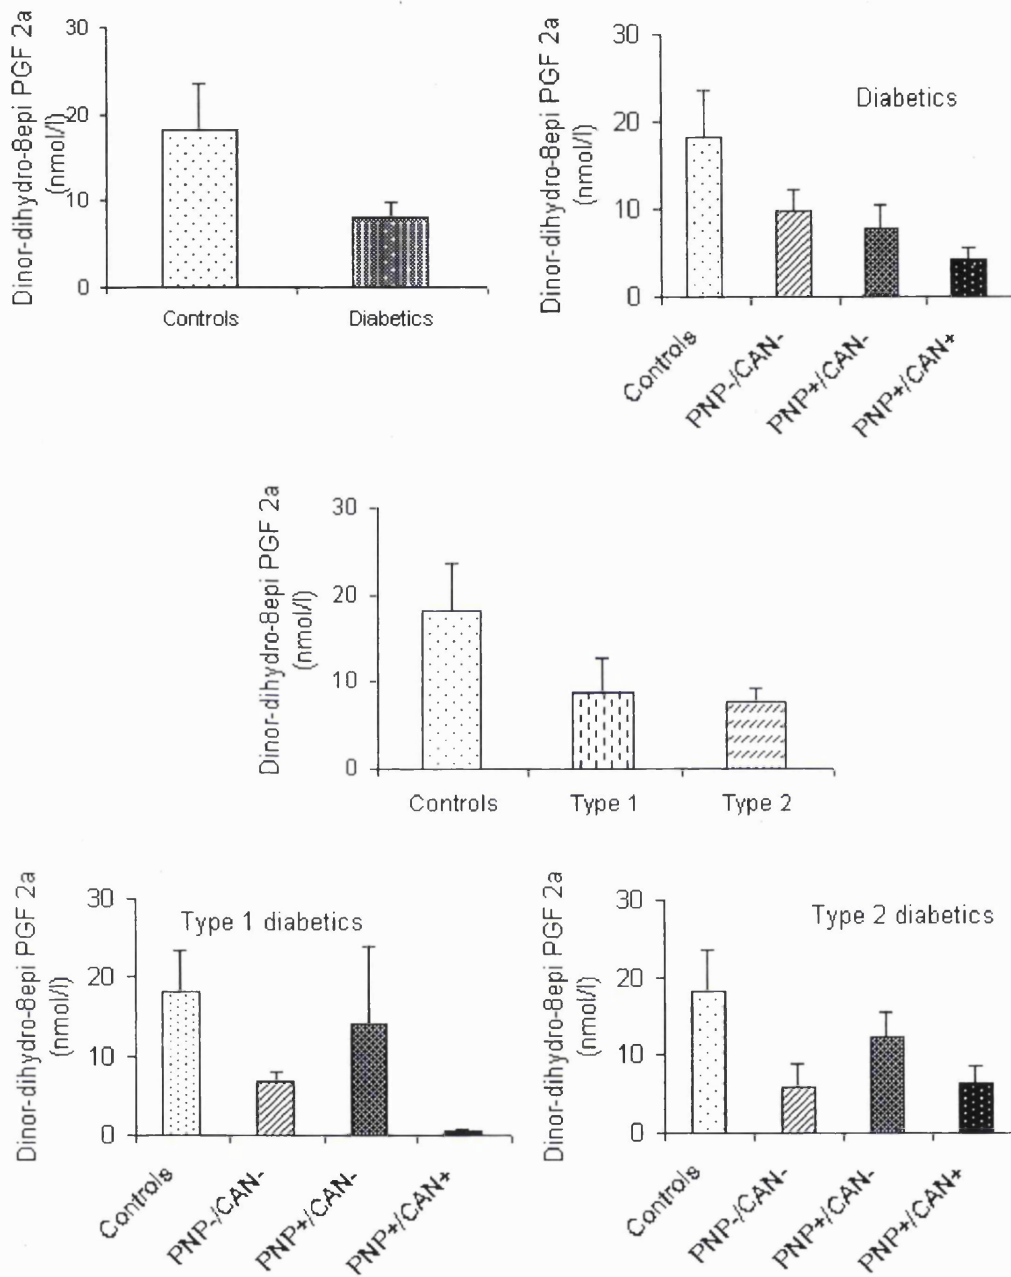 Dinor-dihydro-8epi PGF 2a
(nmol/l)
30
20
10
0
Controls
Diabetics
Dinor-dihydro-8epi PGF 2a
(nmol/l)
30
20
10
0
Diabetics
Controls
PNP-/CAN-
PNP+/CAN-
PNP+/CAN+
Dinor-dihydro-8epi PGF 2a
(nmol/l)
30
20
10
0
Controls
Type 1
Type 2
Dinor-dihydro-8epi PGF 2a
(nmol/l)
30
20
10
0
Type 1 diabetics
Controls
PNP-/CAN-
PNP+/CAN-
PNP+/CAN+
Dinor-dihydro-8epi PGF 2a
(nmol/l)
30
20
10
0
Type 2 diabetics
Controls
PNP-/CAN-
PNP+/CAN-
PNP+/CAN+